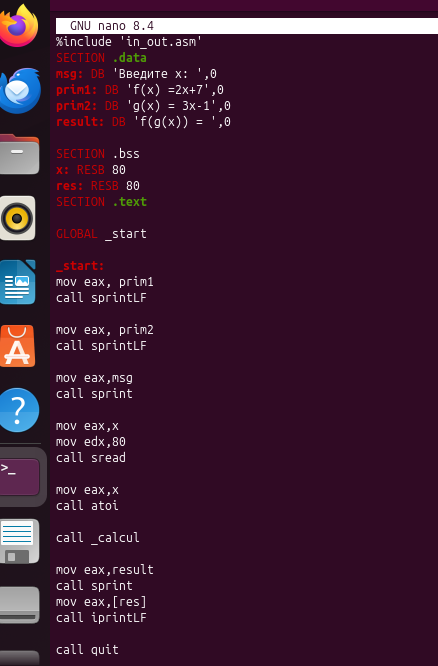 GNU nano 8.4
%include 'in_out.asm'
SECTION .data
msg: DB 'Введите x: ',0
prim1: DB 'f(x) =2x+7',0
prim2: DB 'g(x) = 3x-1',0
result: DB 'f(g(x)) = ',0
SECTION .bss
x: RESB 80
res: RESB 80
SECTION .text
GLOBAL _start
_start:
mov eax, prim1
call sprintLF
mov eax, prim2
call sprintLF
mov eax,msg
call sprint
mov eax,x
mov edx,80
call sread
mov eax,x
call atoi
call _calcul
mov eax,result
call sprint
mov eax,[res]
call iprintLF
call quit